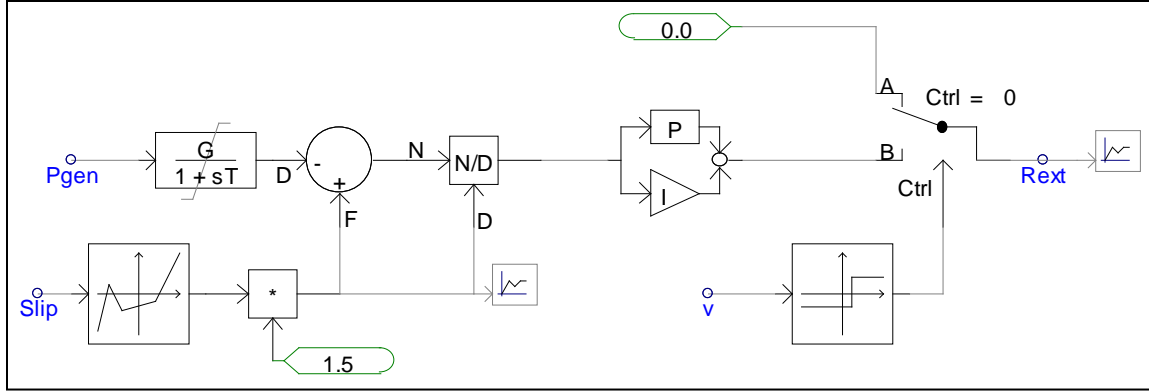 0.0
A
Ctrl = 0
G
1 + sT
Pgen
D
-
+
F
N
N/D
D
P
I
B
Ctrl
Rext
Slip
*
1.5
v